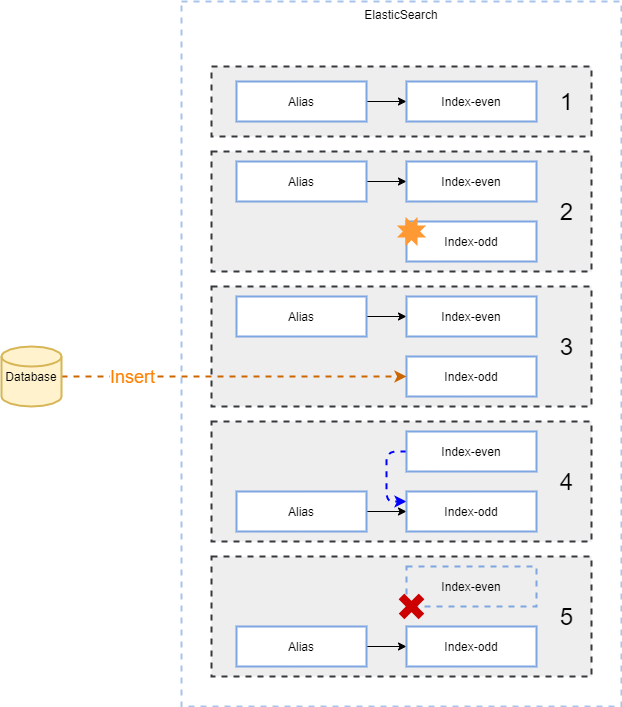 ElasticSearch
Alias
Index-even
1
Alias
Index-even
2
Index-odd
Alias
Index-even
3
Database
Insert
Index-odd
Index-even
4
Alias
Index-odd
Index-even
5
Alias
Index-odd